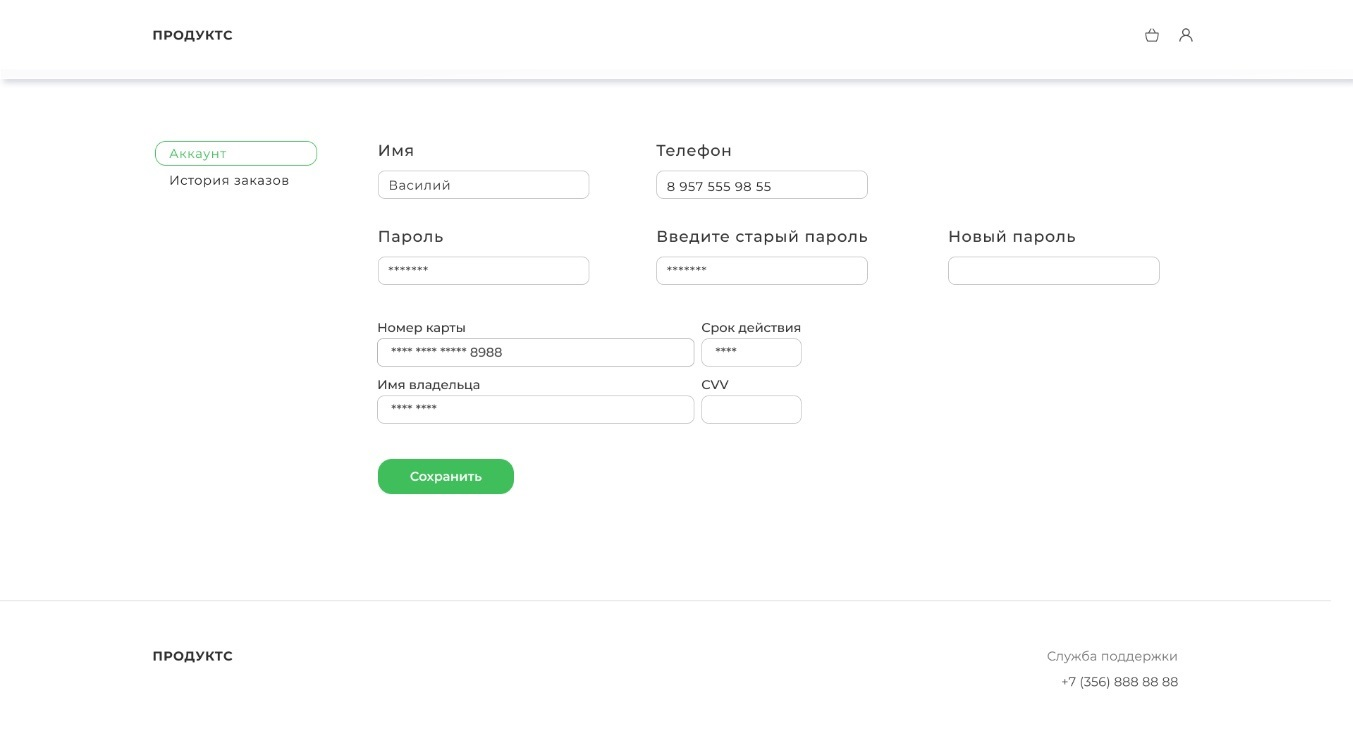 ПРОДУКТС
Аккаунт
История заказов
Имя
Телефон
Василий
8 957 555 98 55
Пароль
Введите старый пароль
Новый пароль
*******
*******
Номер карты
Срок действия
**** **** ***** 8988
****
Имя владельца
CVV
**** ****
Сохранить
ПРОДУКТС
Служба поддержки
+7 (356) 888 88 88